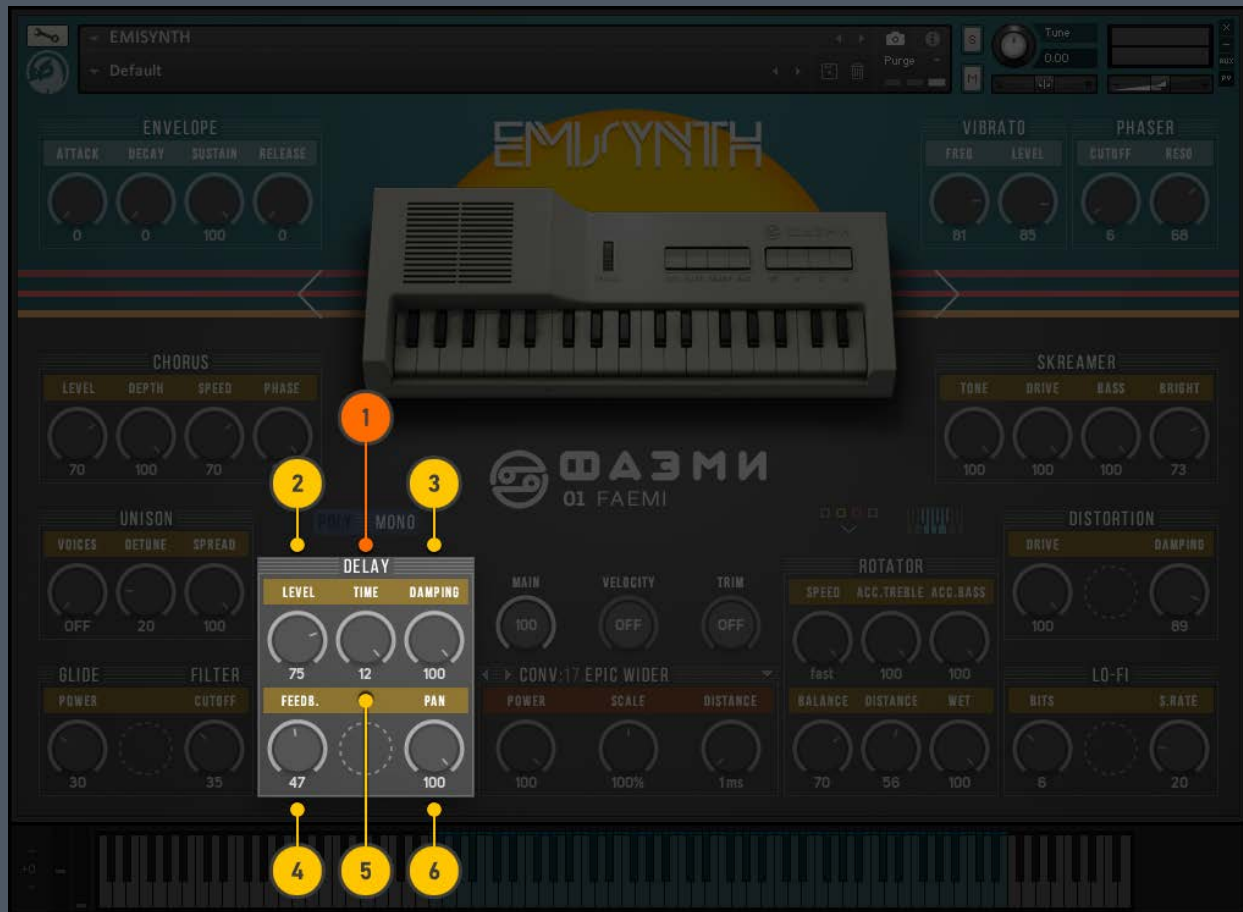 EMISYNTH
Default
Purge
S
M
Tune
0.00
×
−
AUX
PV
EMISYNTH
ENVELOPE
ATTACK DECAY SUSTAIN RELEASE
0 0 100 0
VIBRATO
FREQ LEVEL
81 85
PHASER
CUTOFF RESO
6 68
ФАЭМИ
CHORUS
LEVEL DEPTH SPEED PHASE
70 100 70
SKREAMER
TONE DRIVE BASS BRIGHT
100 100 100 73
1
2
3
ФАЭМИ
01 FAEMI
POLY MONO
UNISON
VOICES DETUNE SPREAD
OFF 20 100
DELAY
LEVEL TIME DAMPING
75 12 100
FEEDB. PAN
47 100
MAIN VELOCITY TRIM
100 OFF OFF
ROTATOR
SPEED ACC.TREBLE ACC.BASS
fast 100 100
BALANCE DISTANCE WET
70 56 100
DISTORTION
DRIVE DAMPING
100 89
GLIDE FILTER
POWER CUTOFF
30 35
CONV:17 EPIC WIDER
POWER SCALE DISTANCE
100 100% 1ms
LO-FI
BITS S.RATE
6 20
4
5
6
+0